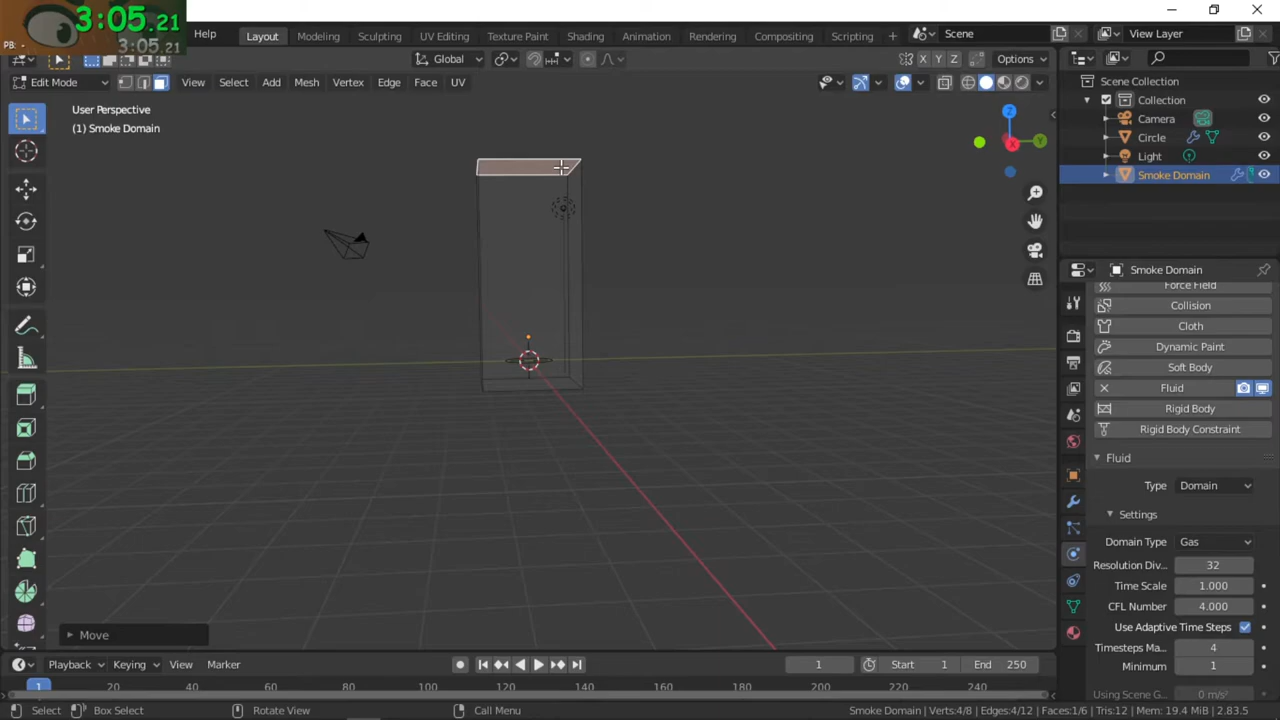 3:05.21
PB: - 3:05.21
Help
Layout
Modeling
Sculpting
UV Editing
Texture Paint
Shading
Animation
Rendering
Compositing
Scripting
+
Scene
View Layer
Global
X Y Z
Options
Edit Mode
View
Select
Add
Mesh
Vertex
Edge
Face
UV
User Perspective
(1) Smoke Domain
Z
X
Y
Scene Collection
Collection
Camera
Circle
Light
Smoke Domain
Smoke Domain
Force Field
Collision
Cloth
Dynamic Paint
Soft Body
Fluid
Rigid Body
Rigid Body Constraint
Fluid
Type Domain
Settings
Domain Type Gas
Resolution Div... 32
Time Scale 1.000
CFL Number 4.000
Use Adaptive Time Steps
Timesteps Ma... 4
Minimum 1
Using Scene G... 0 m/s²
Move
Playback
Keying
View
Marker
1
Start 1
End 250
1 20 40 60 80 100 120 140 160 180 200 220 240
Select
Box Select
Rotate View
Call Menu
Smoke Domain | Verts:4/8 | Edges:4/12 | Faces:1/6 | Tris:12 | Mem: 19.4 MiB | 2.83.5